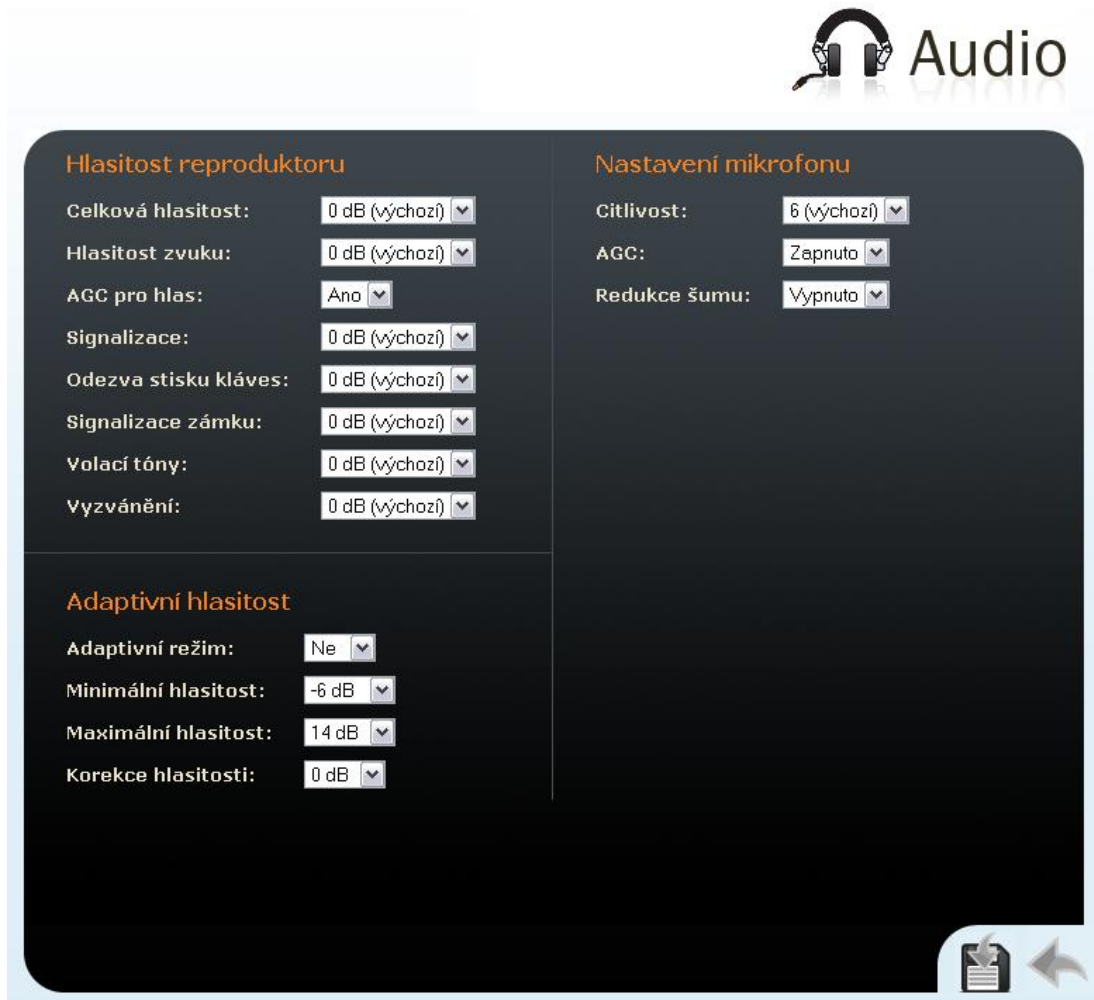 Audio
Hlasitost reproduktoru
Celková hlasitost: 0 dB (výchozí)
Hlasitost zvuku: 0 dB (výchozí)
AGC pro hlas: Ano
Signalizace: 0 dB (výchozí)
Odezva stisku kláves: 0 dB (výchozí)
Signalizace zámku: 0 dB (výchozí)
Volací tóny: 0 dB (výchozí)
Vyzvánění: 0 dB (výchozí)
Adaptivní hlasitost
Adaptivní režim: Ne
Minimální hlasitost: -6 dB
Maximální hlasitost: 14 dB
Korekce hlasitosti: 0 dB
Nastavení mikrofonu
Citlivost: 6 (výchozí)
AGC: Zapnuto
Redukce šumu: Vypnuto